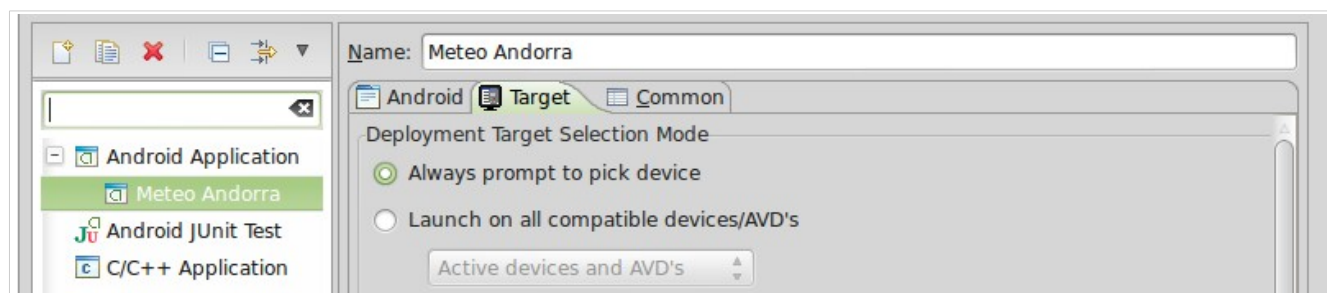 Name: Meteo Andorra
Android Target Common
Deployment Target Selection Mode
Android Application
Always prompt to pick device
Meteo Andorra
Android JUnit Test
Launch on all compatible devices/AVD's
C/C++ Application
Active devices and AVD's